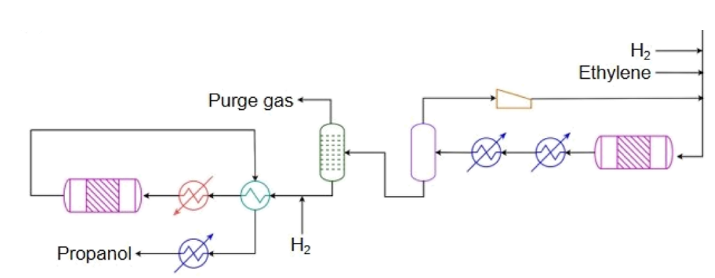 H₂
Ethylene
Purge gas
Propanol
H₂